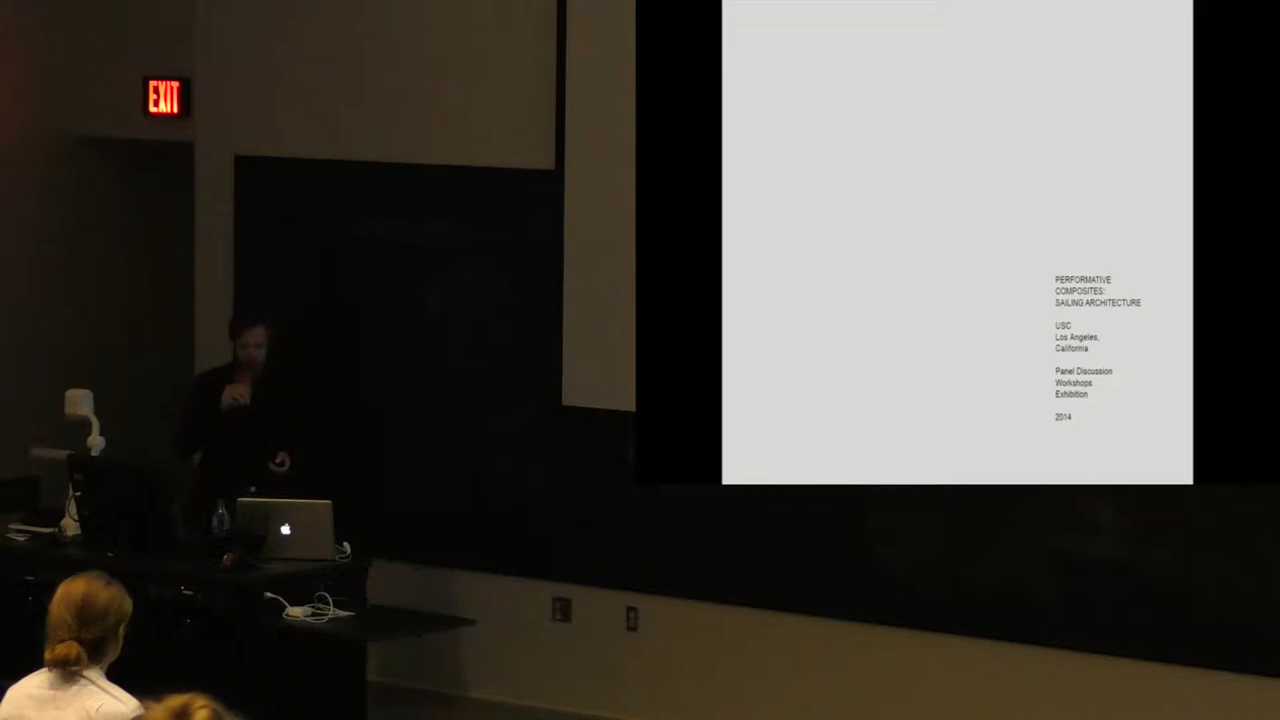 EXIT
PERFORMATIVE
COMPOSITES:
SAILING ARCHITECTURE
USC
Los Angeles,
California
Panel Discussion
Workshops
Exhibition
2014